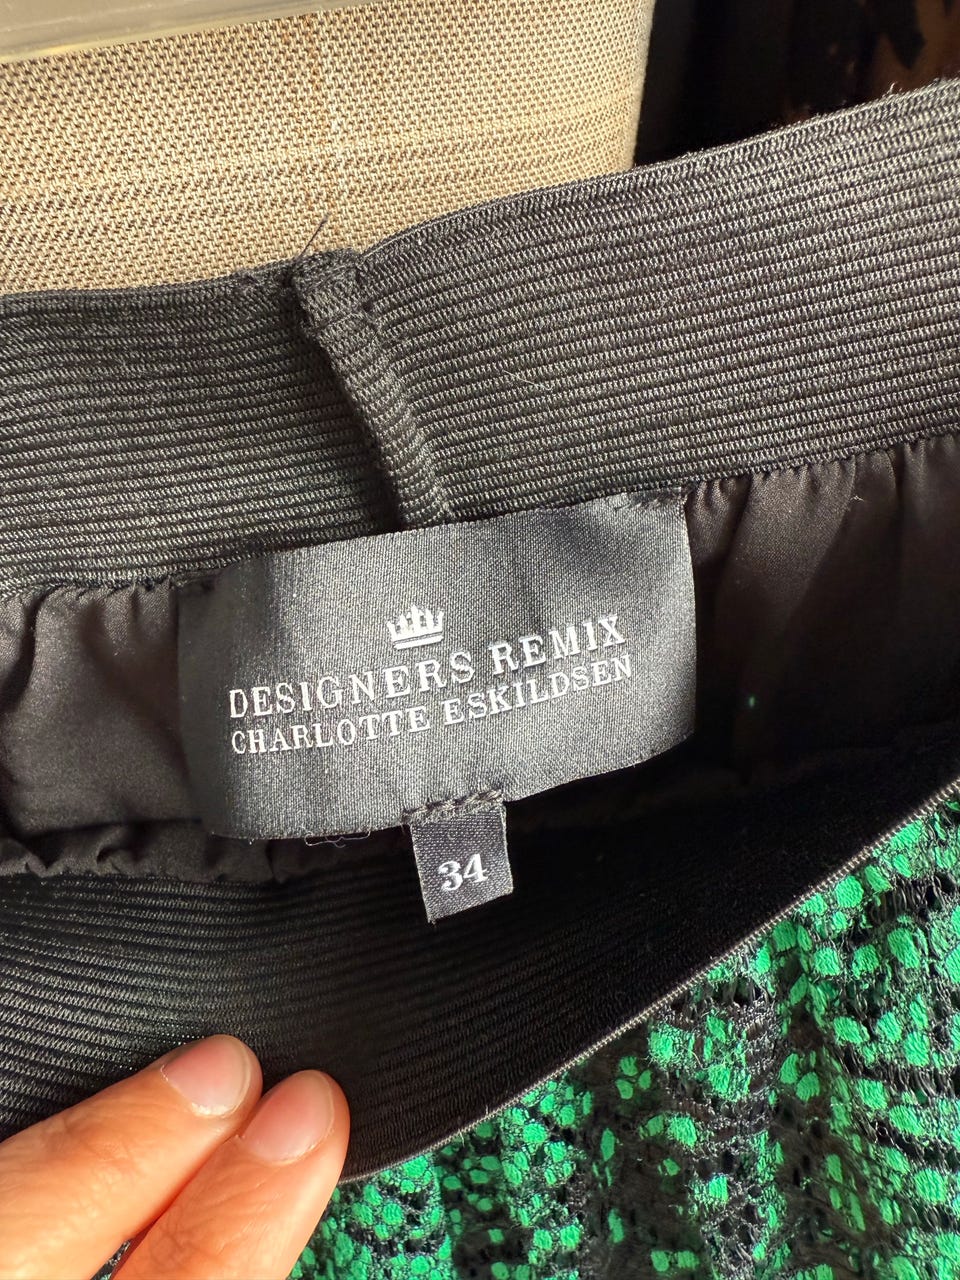 DESIGNERS REMIX
CHARLOTTE ESKILDSEN
34